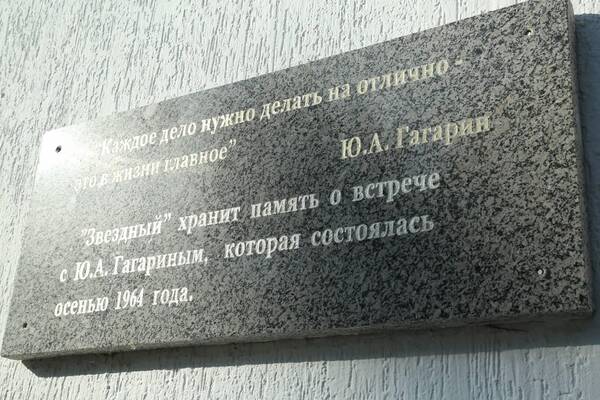 "Каждое дело нужно делать на отлично -
это в жизни главное"
Ю.А. Гагарин
"Звездный" хранит память о встрече
с Ю.А. Гагариным, которая состоялась
осенью 1964 года.